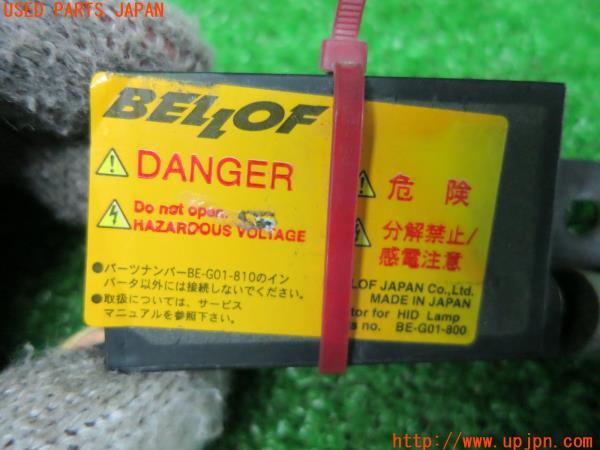 USED PARTS JAPAN
BELLOF
DANGER
Do not open.
HAZARDOUS VOLTAGE
危険
分解禁止/
感電注意
●パーツナンバーBE-G01-810のイン
バータ以外には接続しないでください。
●取扱については、サービス
マニュアルを参照下さい。
LOF JAPAN Co.,Ltd.
MADE IN JAPAN
tor for HID Lamp
no. BE-G01-800
http://www.upjpn.com/